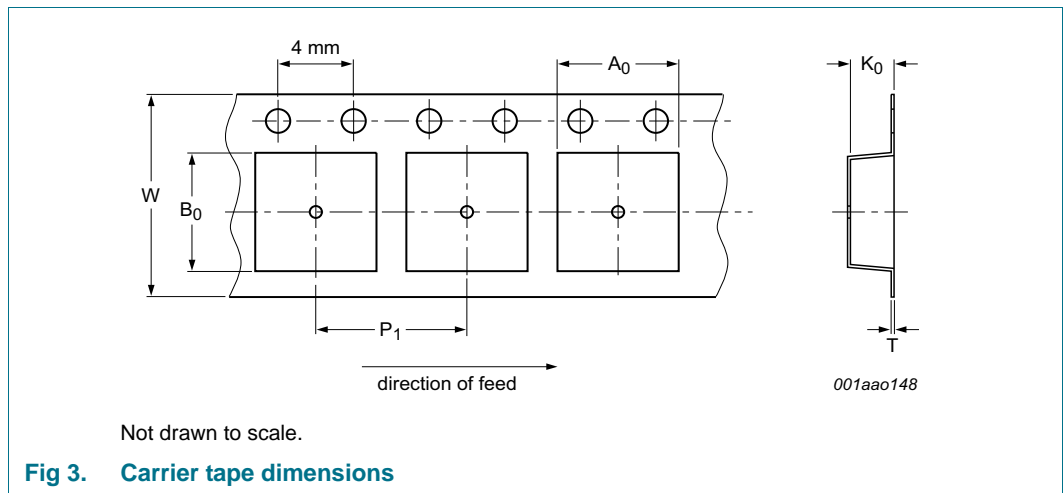 4 mm
A0
K0
W
B0
P1
T
direction of feed
001aao148
Not drawn to scale.
Fig 3. Carrier tape dimensions